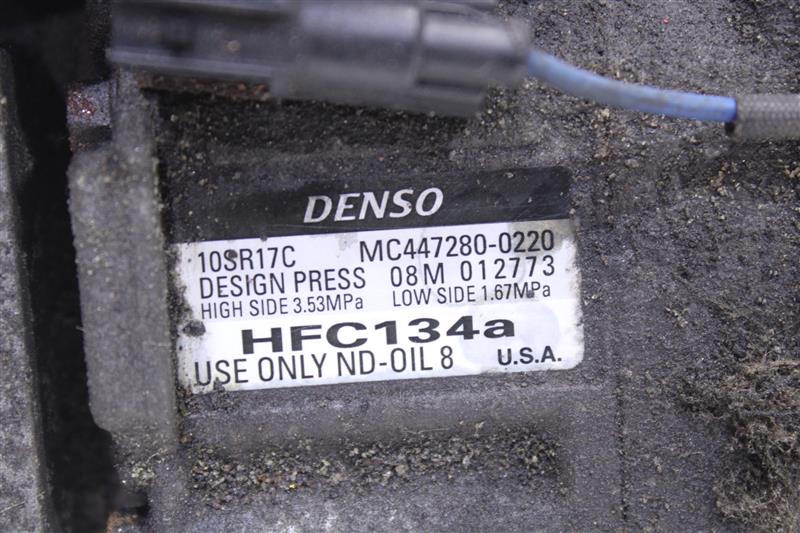 DENSO
10SR17C MC447280-0220
DESIGN PRESS 08M 012773
HIGH SIDE 3.53MPa LOW SIDE 1.67MPa
HFC134a
USE ONLY ND-OIL 8 U.S.A.